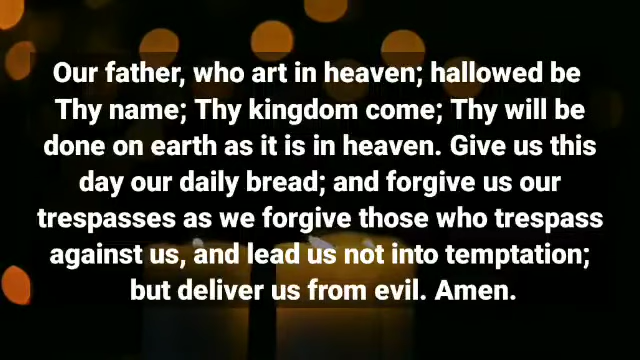 Our father, who art in heaven; hallowed be
Thy name; Thy kingdom come; Thy will be
done on earth as it is in heaven. Give us this
day our daily bread; and forgive us our
trespasses as we forgive those who trespass
against us, and lead us not into temptation;
but deliver us from evil. Amen.